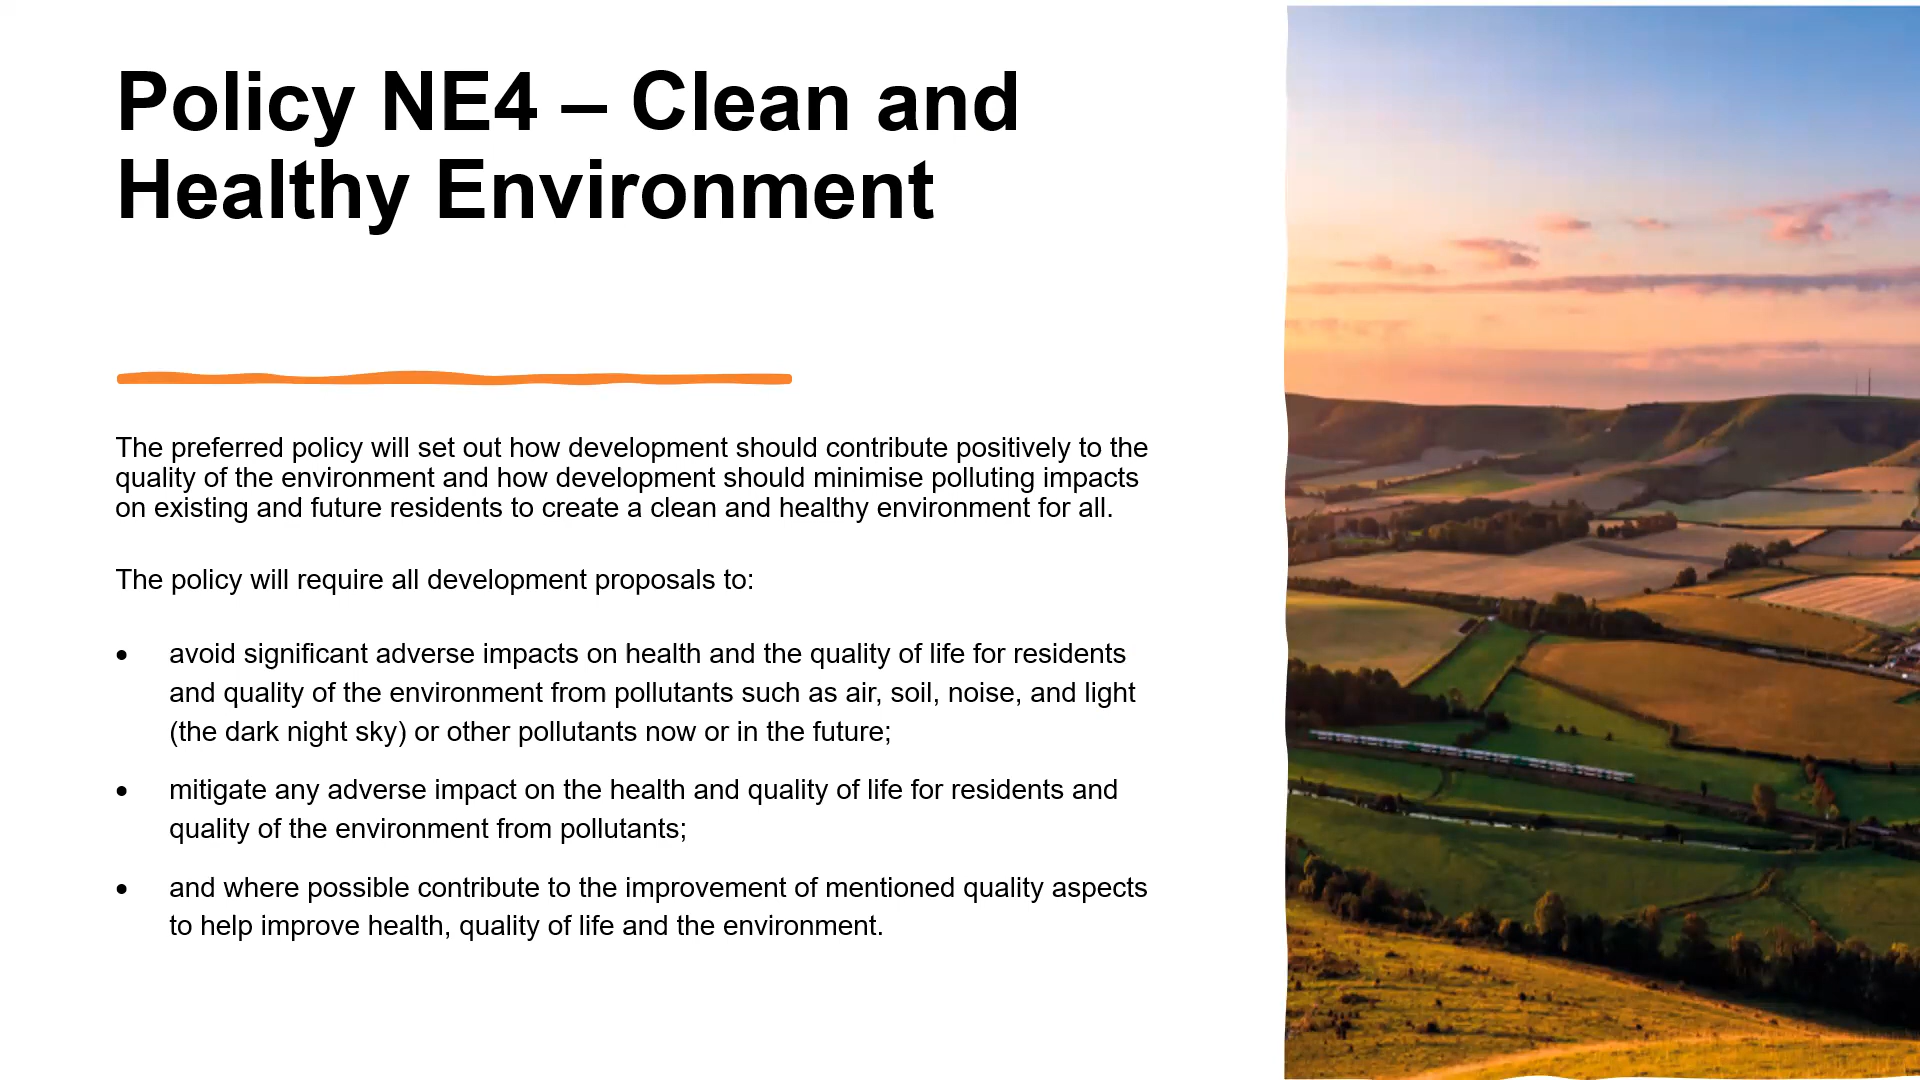 Policy NE4 – Clean and
Healthy Environment
The preferred policy will set out how development should contribute positively to the
quality of the environment and how development should minimise polluting impacts
on existing and future residents to create a clean and healthy environment for all.
The policy will require all development proposals to:
• avoid significant adverse impacts on health and the quality of life for residents
and quality of the environment from pollutants such as air, soil, noise, and light
(the dark night sky) or other pollutants now or in the future;
• mitigate any adverse impact on the health and quality of life for residents and
quality of the environment from pollutants;
• and where possible contribute to the improvement of mentioned quality aspects
to help improve health, quality of life and the environment.